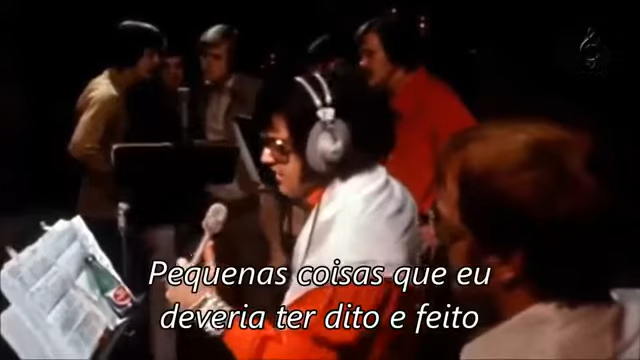 Pequenas coisas que eu
deveria ter dito e feito